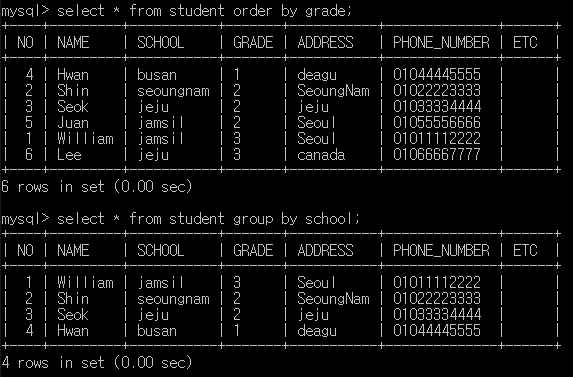 mysql> select * from student order by grade;
+----+---------+-----------+-------+-----------+--------------+------+
| NO | NAME | SCHOOL | GRADE | ADDRESS | PHONE_NUMBER | ETC |
+----+---------+-----------+-------+-----------+--------------+------+
| 4 | Hwan | busan | 1 | deagu | 01044445555 | |
| 2 | Shin | seoungnam | 2 | SeoungNam | 01022223333 | |
| 3 | Seok | jeju | 2 | jeju | 01033334444 | |
| 5 | Juan | jamsil | 2 | Seoul | 01055556666 | |
| 1 | William | jamsil | 3 | Seoul | 01011112222 | |
| 6 | Lee | jeju | 3 | canada | 01066667777 | |
+----+---------+-----------+-------+-----------+--------------+------+
6 rows in set (0.00 sec)
mysql> select * from student group by school;
+----+---------+-----------+-------+-----------+--------------+------+
| NO | NAME | SCHOOL | GRADE | ADDRESS | PHONE_NUMBER | ETC |
+----+---------+-----------+-------+-----------+--------------+------+
| 1 | William | jamsil | 3 | Seoul | 01011112222 | |
| 2 | Shin | seoungnam | 2 | SeoungNam | 01022223333 | |
| 3 | Seok | jeju | 2 | jeju | 01033334444 | |
| 4 | Hwan | busan | 1 | deagu | 01044445555 | |
+----+---------+-----------+-------+-----------+--------------+------+
4 rows in set (0.00 sec)